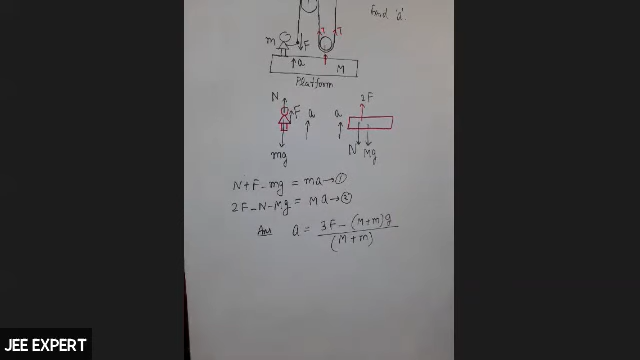 Find 'a'.
T T
m F
a
M
Platform
N F a a 2F
mg N Mg
N + F - mg = ma → ①
2F - N - Mg = Ma → ②
Ans a = 3F - (M+m)g / (M+m)
JEE EXPERT